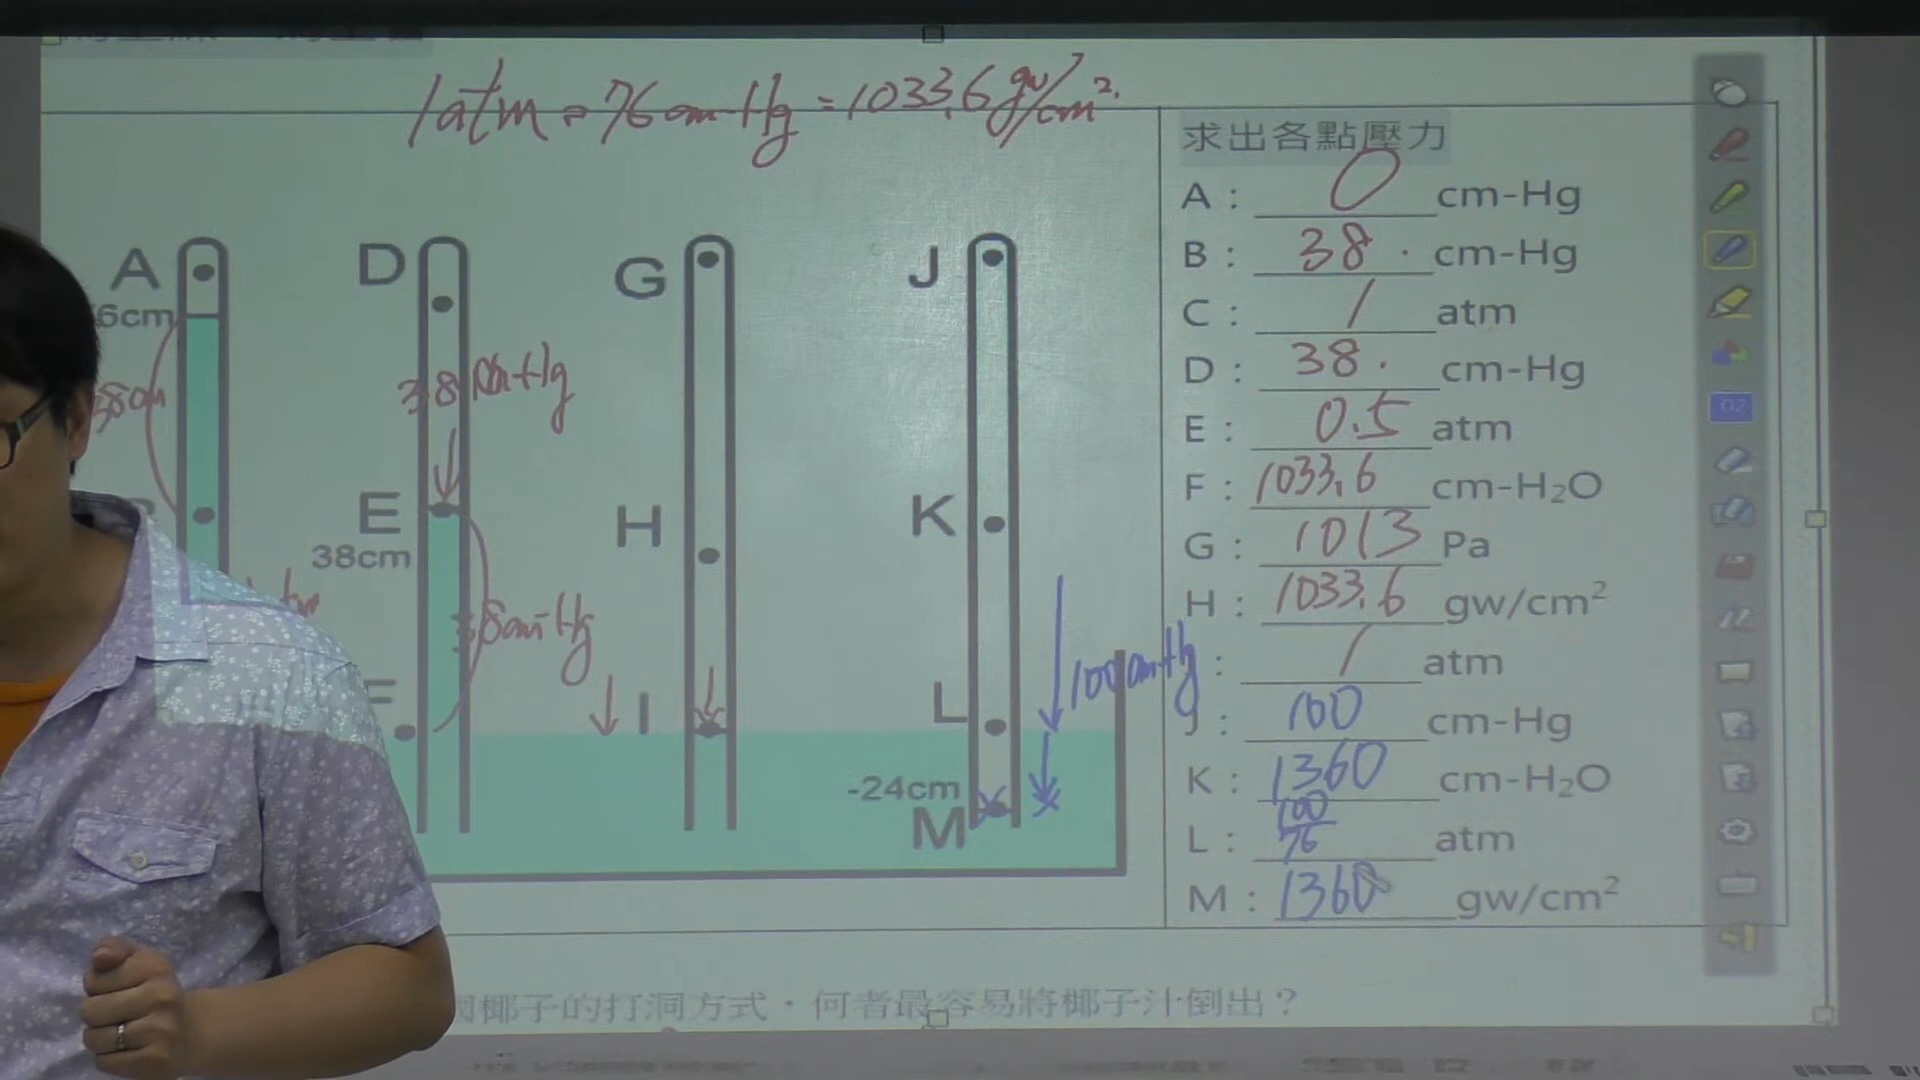 1atm = 76cm-Hg = 1033.6 gw/cm².
求出各點壓力
A： 0 cm-Hg
B： 38. cm-Hg
C： 1 atm
D： 38. cm-Hg
E： 0.5 atm
F： 1033.6 cm-H₂O
G： 1013 Pa
H： 1033.6 gw/cm²
： 1 atm
J： 100 cm-Hg
K： 1360 cm-H₂O
L： 100/76 atm
M： 1360 gw/cm²
A
6cm
38cm
D
38cm-Hg
E
38cm
38cm-Hg
F
G
H
I
J
K
L
100cm-Hg
-24cm
M
椰子的打洞方式，何者最容易將椰子汁倒出？